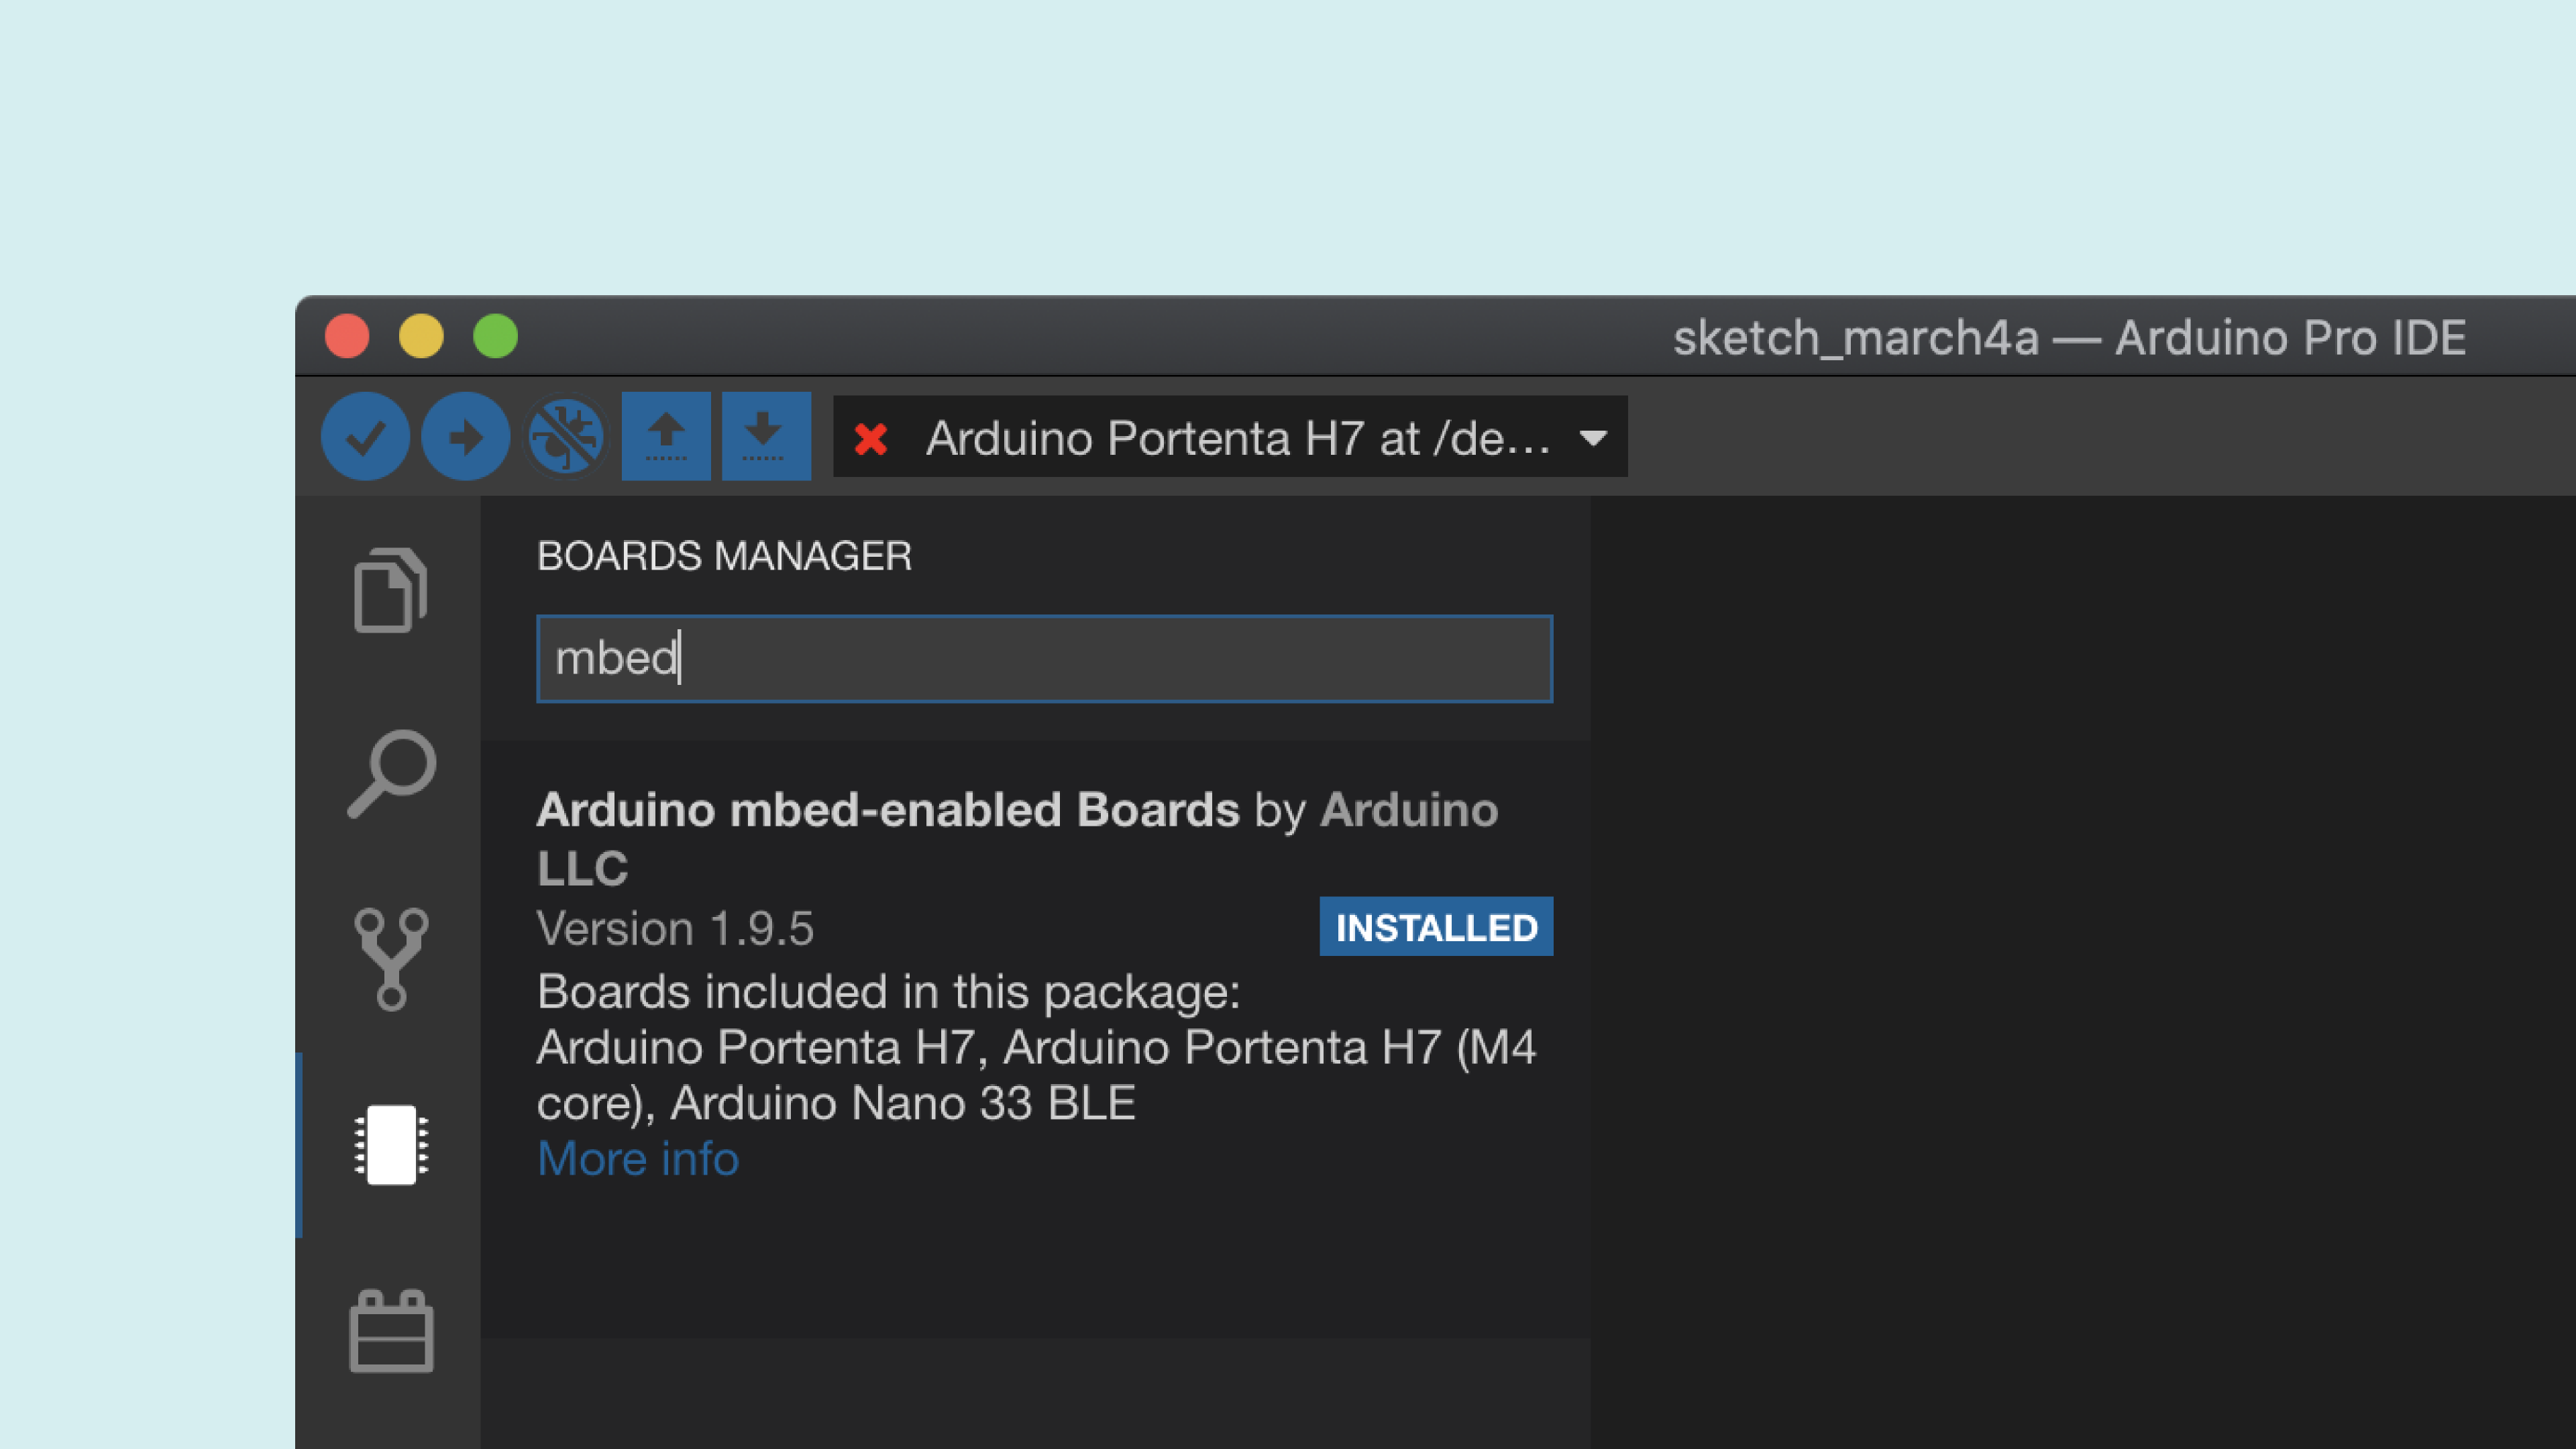 sketch_march4a — Arduino Pro IDE
Arduino Portenta H7 at /de...
BOARDS MANAGER
mbed
Arduino mbed-enabled Boards by Arduino
LLC
Version 1.9.5
INSTALLED
Boards included in this package:
Arduino Portenta H7, Arduino Portenta H7 (M4
core), Arduino Nano 33 BLE
More info